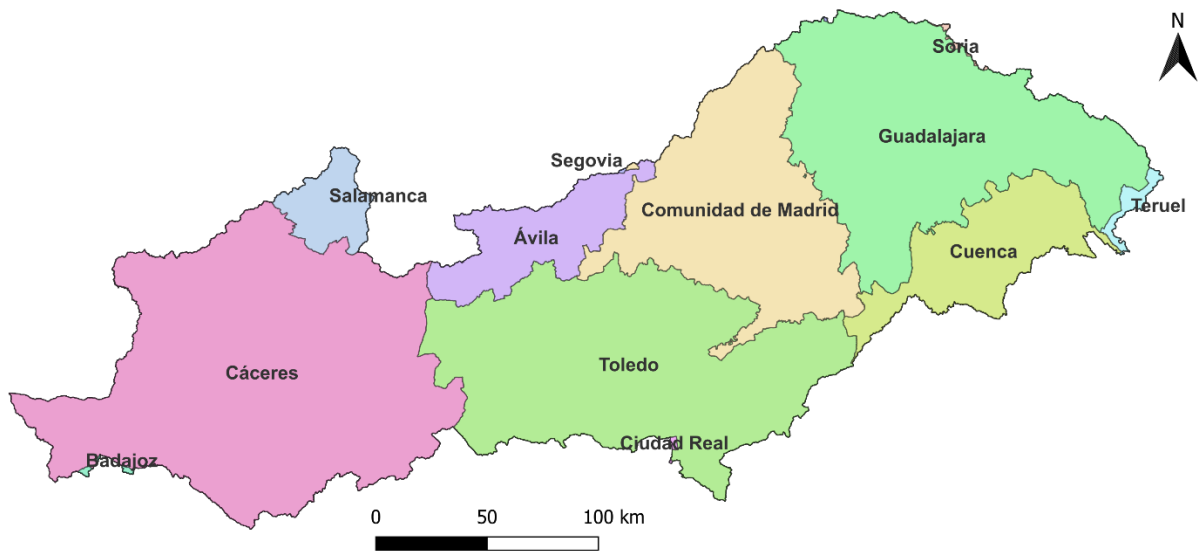 N
Soria
Guadalajara
Segovia
Salamanca
Teruel
Comunidad de Madrid
Ávila
Cuenca
Toledo
Cáceres
Ciudad Real
Badajoz
0 50 100 km